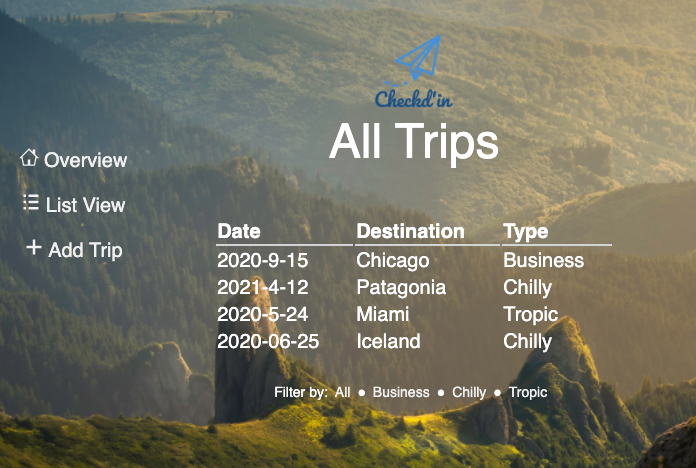 Checkd'in
All Trips
Overview
List View
Add Trip
Date Destination Type
2020-9-15 Chicago Business
2021-4-12 Patagonia Chilly
2020-5-24 Miami Tropic
2020-06-25 Iceland Chilly
Filter by: All ● Business ● Chilly ● Tropic